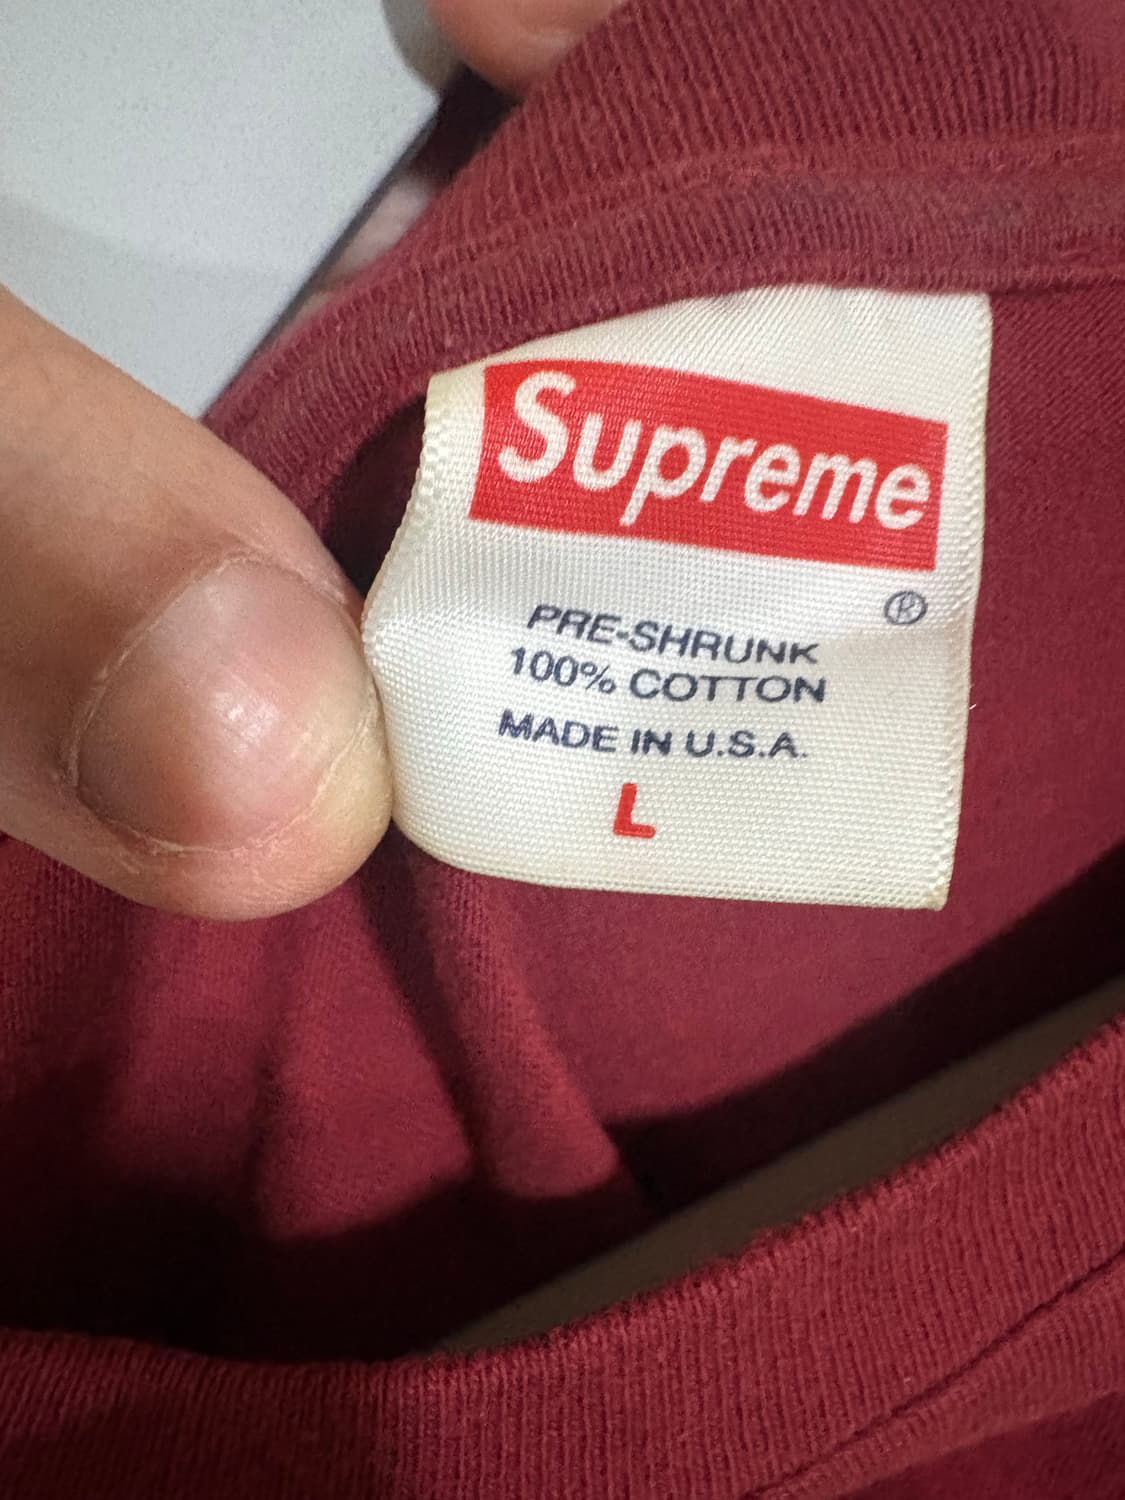 Supreme
®
PRE-SHRUNK
100% COTTON
MADE IN U.S.A.
L